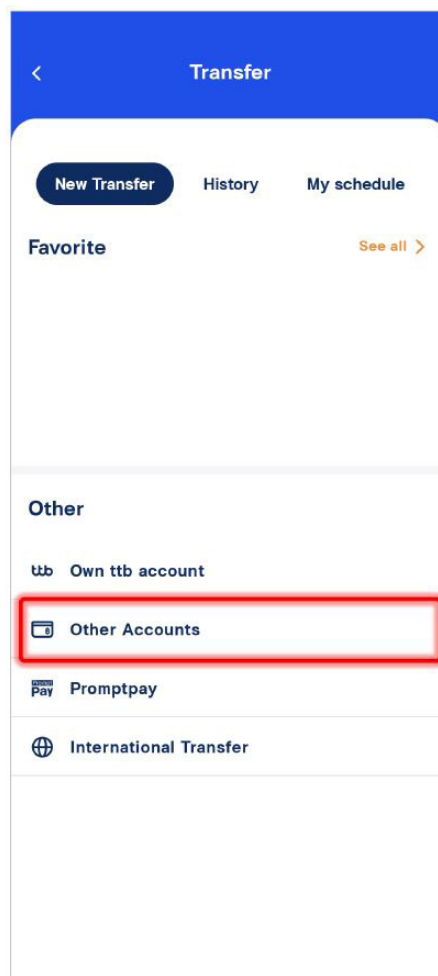 Transfer
New Transfer History My schedule
Favorite See all
Other
ttb Own ttb account
Other Accounts
Prompt Pay Promptpay
International Transfer